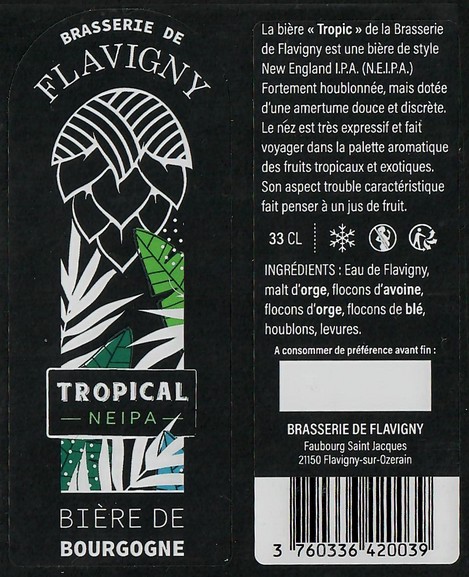 BRASSERIE DE
FLAVIGNY
TROPICAL
NEIPA
BIÈRE DE
BOURGOGNE
La bière « Tropic » de la Brasserie
de Flavigny est une bière de style
New England I.P.A. (N.E.I.P.A.)
Fortement houblonnée, mais dotée
d'une amertume douce et discrète.
Le nez est très expressif et fait
voyager dans la palette aromatique
des fruits tropicaux et exotiques.
Son aspect trouble caractéristique
fait penser à un jus de fruit.
33 CL
INGRÉDIENTS : Eau de Flavigny,
malt d'orge, flocons d'avoine,
flocons d'orge, flocons de blé,
houblons, levures.
A consommer de préférence avant fin :
BRASSERIE DE FLAVIGNY
Faubourg Saint Jacques
21150 Flavigny-sur-Ozerain
3 760336 420039